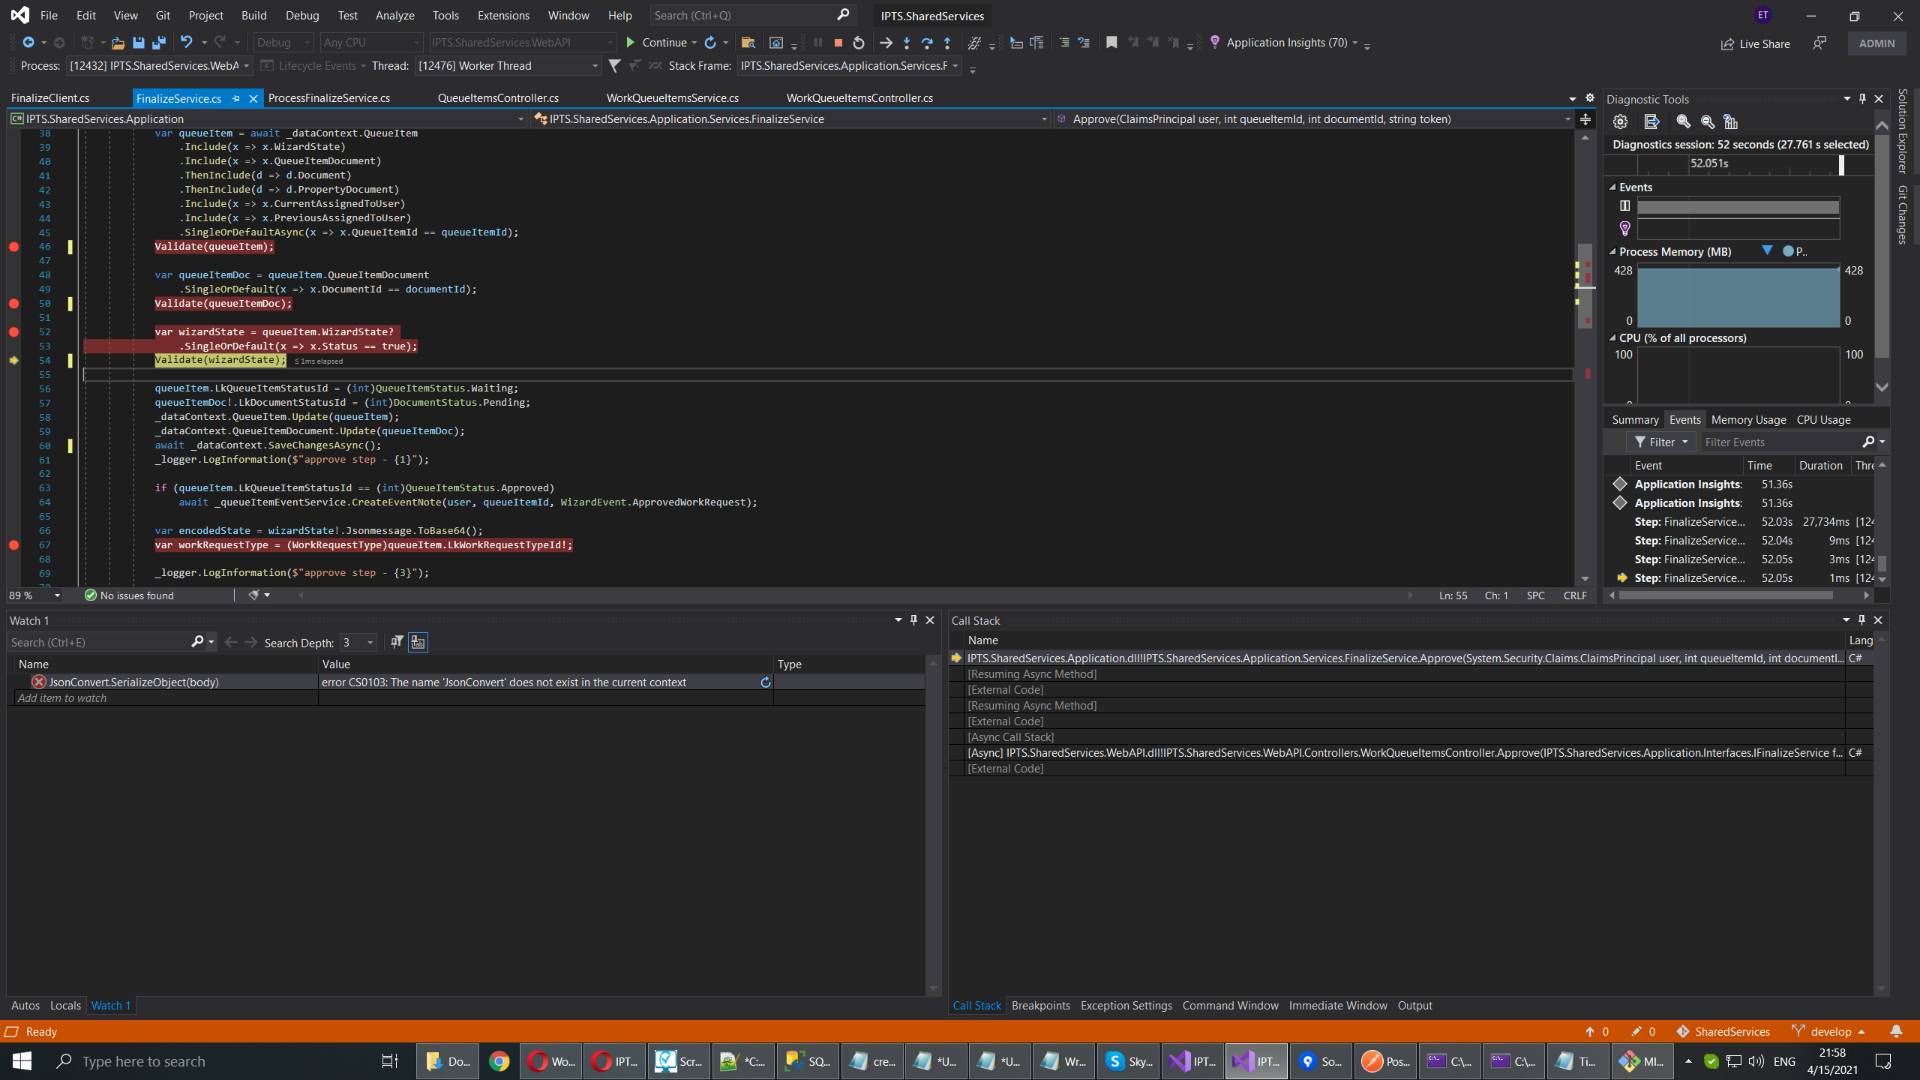 File Edit View Git Project Build Debug Test Analyze Tools Extensions Window Help Search (Ctrl+Q) IPTS.SharedServices ET
Debug Any CPU IPTS.SharedServices.WebAPI Continue Application Insights (70) Live Share ADMIN
Process: [12432] IPTS.SharedServices.WebA Lifecycle Events Thread: [12476] Worker Thread Stack Frame: IPTS.SharedServices.Application.Services.F
FinalizeClient.cs FinalizeService.cs ProcessFinalizeService.cs QueueItemsController.cs WorkQueueItemsService.cs WorkQueueItemsController.cs
IPTS.SharedServices.Application IPTS.SharedServices.Application.Services.FinalizeService Approve(ClaimsPrincipal user, int queueItemId, int documentId, string token)
38 var queueItem = await _dataContext.QueueItem
39 .Include(x => x.WizardState)
40 .Include(x => x.QueueItemDocument)
41 .ThenInclude(d => d.Document)
42 .ThenInclude(d => d.PropertyDocument)
43 .Include(x => x.CurrentAssignedToUser)
44 .Include(x => x.PreviousAssignedToUser)
45 .SingleOrDefaultAsync(x => x.QueueItemId == queueItemId);
46 Validate(queueItem);
47
48 var queueItemDoc = queueItem.QueueItemDocument
49 .SingleOrDefault(x => x.DocumentId == documentId);
50 Validate(queueItemDoc);
51
52 var wizardState = queueItem.WizardState?
53 .SingleOrDefault(x => x.Status == true);
54 Validate(wizardState); ≤ 1ms elapsed
55
56 queueItem.LkQueueItemStatusId = (int)QueueItemStatus.Waiting;
57 queueItemDoc!.LkDocumentStatusId = (int)DocumentStatus.Pending;
58 _dataContext.QueueItem.Update(queueItem);
59 _dataContext.QueueItemDocument.Update(queueItemDoc);
60 await _dataContext.SaveChangesAsync();
61 _logger.LogInformation($"approve step - {1}");
62
63 if (queueItem.LkQueueItemStatusId == (int)QueueItemStatus.Approved)
64 await _queueItemEventService.CreateEventNote(user, queueItemId, WizardEvent.ApprovedWorkRequest);
65
66 var encodedState = wizardState!.Jsonmessage.ToBase64();
67 var workRequestType = (WorkRequestType)queueItem.LkWorkRequestTypeId!;
68
69 _logger.LogInformation($"approve step - {3}");
89 % No issues found Ln: 55 Ch: 1 SPC CRLF
Diagnostic Tools
Diagnostics session: 52 seconds (27.761 s selected)
52.051s
Events
Process Memory (MB) P..
428 428
0 0
CPU (% of all processors)
100 100
Summary Events Memory Usage CPU Usage
Filter Filter Events
Event Time Duration Thre
Application Insights: 51.36s
Application Insights: 51.36s
Step: FinalizeService... 52.03s 27,734ms [124
Step: FinalizeService... 52.04s 9ms [124
Step: FinalizeService... 52.05s 3ms [124
Step: FinalizeService... 52.05s 1ms [124
Solution Explorer
Git Changes
Watch 1
Search (Ctrl+E) Search Depth: 3
Name Value Type
JsonConvert.SerializeObject(body) error CS0103: The name 'JsonConvert' does not exist in the current context
Add item to watch
Autos Locals Watch 1
Call Stack
Name Lang
IPTS.SharedServices.Application.dll!IPTS.SharedServices.Application.Services.FinalizeService.Approve(System.Security.Claims.ClaimsPrincipal user, int queueItemId, int documentI... C#
[Resuming Async Method]
[External Code]
[Resuming Async Method]
[External Code]
[Async Call Stack]
[Async] IPTS.SharedServices.WebAPI.dll!IPTS.SharedServices.WebAPI.Controllers.WorkQueueItemsController.Approve(IPTS.SharedServices.Application.Interfaces.IFinalizeService f... C#
[External Code]
Call Stack Breakpoints Exception Settings Command Window Immediate Window Output
Ready 0 0 SharedServices develop
Type here to search Do... Wo... IPT... Scr... *C:... SQ... cre... *U... *U... Wr... Sky... IPT... IPT... So... Pos... C:\... C:\... Ti... MI... ENG 21:58
4/15/2021